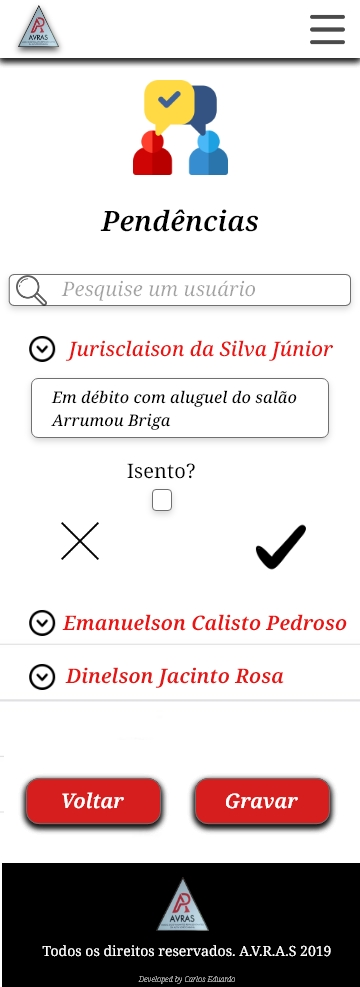 AVRAS
Pendências
Pesquise um usuário
Jurisclaison da Silva Júnior
Em débito com aluguel do salão
Arrumou Briga
Isento?
Emanuelson Calisto Pedroso
Dinelson Jacinto Rosa
Voltar
Gravar
AVRAS
Todos os direitos reservados. A.V.R.A.S 2019
Developed by Carlos Eduardo